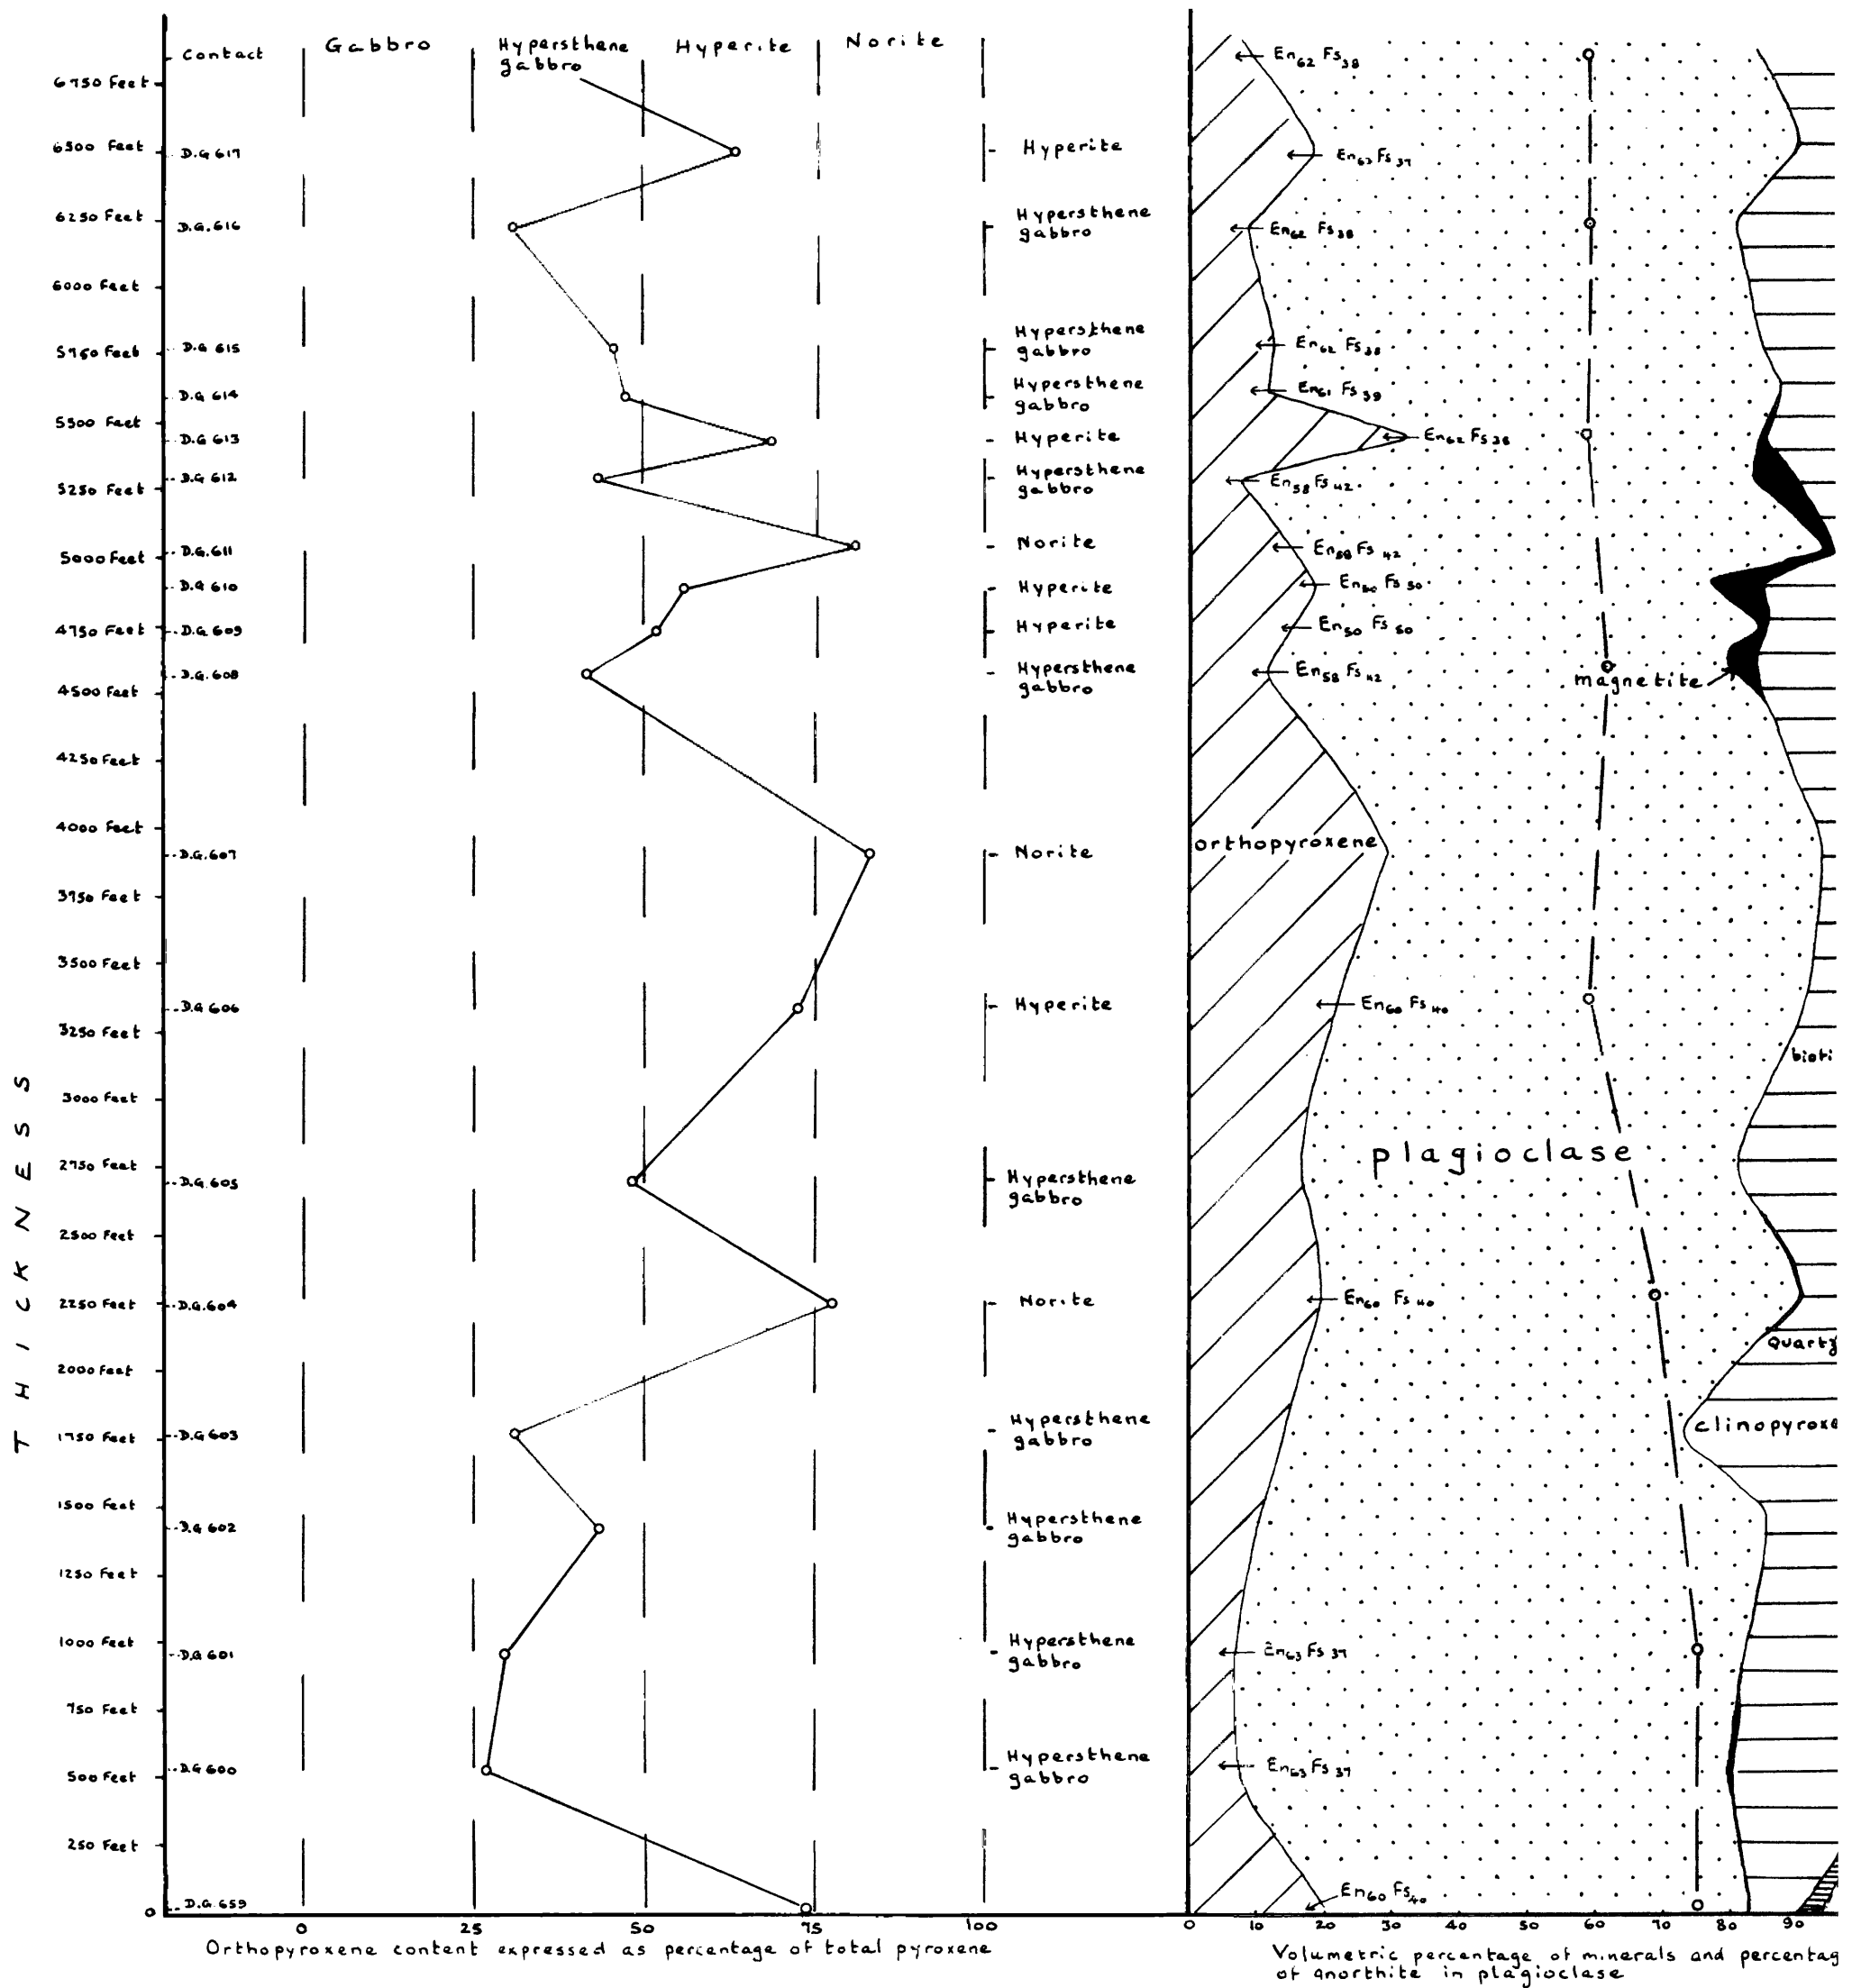 Contact
Gabbro
Hypersthene
gabbro
Hyperite
Norite
6750 Feet
6500 Feet
6250 Feet
6000 Feet
5750 Feet
5500 Feet
5250 Feet
5000 Feet
4750 Feet
4500 Feet
4250 Feet
4000 Feet
3750 Feet
3500 Feet
3250 Feet
3000 Feet
2750 Feet
2500 Feet
2250 Feet
2000 Feet
1750 Feet
1500 Feet
1250 Feet
1000 Feet
750 Feet
500 Feet
250 Feet
0
THICKNESS
D.G 617
D.G. 616
D.G 615
D.G 614
D.G 613
D.G 612
D.G. 611
D.G 610
D.G 609
D.G. 608
D.G. 607
D.G 606
D.G. 605
D.G. 604
D.G 603
D.G 602
D.G 601
D.G 600
D.G. 659
Hyperite
Hypersthene
gabbro
Hypersthene
gabbro
Hypersthene
gabbro
Hyperite
Hypersthene
gabbro
Norite
Hyperite
Hyperite
Hypersthene
gabbro
Norite
Hyperite
Hypersthene
gabbro
Norite
Hypersthene
gabbro
Hypersthene
gabbro
Hypersthene
gabbro
Hypersthene
gabbro
0 25 50 75 100
Orthopyroxene content expressed as percentage of total pyroxene
En62 Fs38
En63 Fs37
En62 Fs38
En62 Fs38
En61 Fs39
En62 Fs38
En58 Fs42
En58 Fs42
En50 Fs50
En50 Fs50
En58 Fs42
magnetite
orthopyroxene
En60 Fs40
bioti
plagioclase
En60 Fs40
Quartz
clinopyroxe
En63 Fs37
En63 Fs37
En60 Fs40
0 10 20 30 40 50 60 70 80 90
Volumetric percentage of minerals and percentag
of anorthite in plagioclase